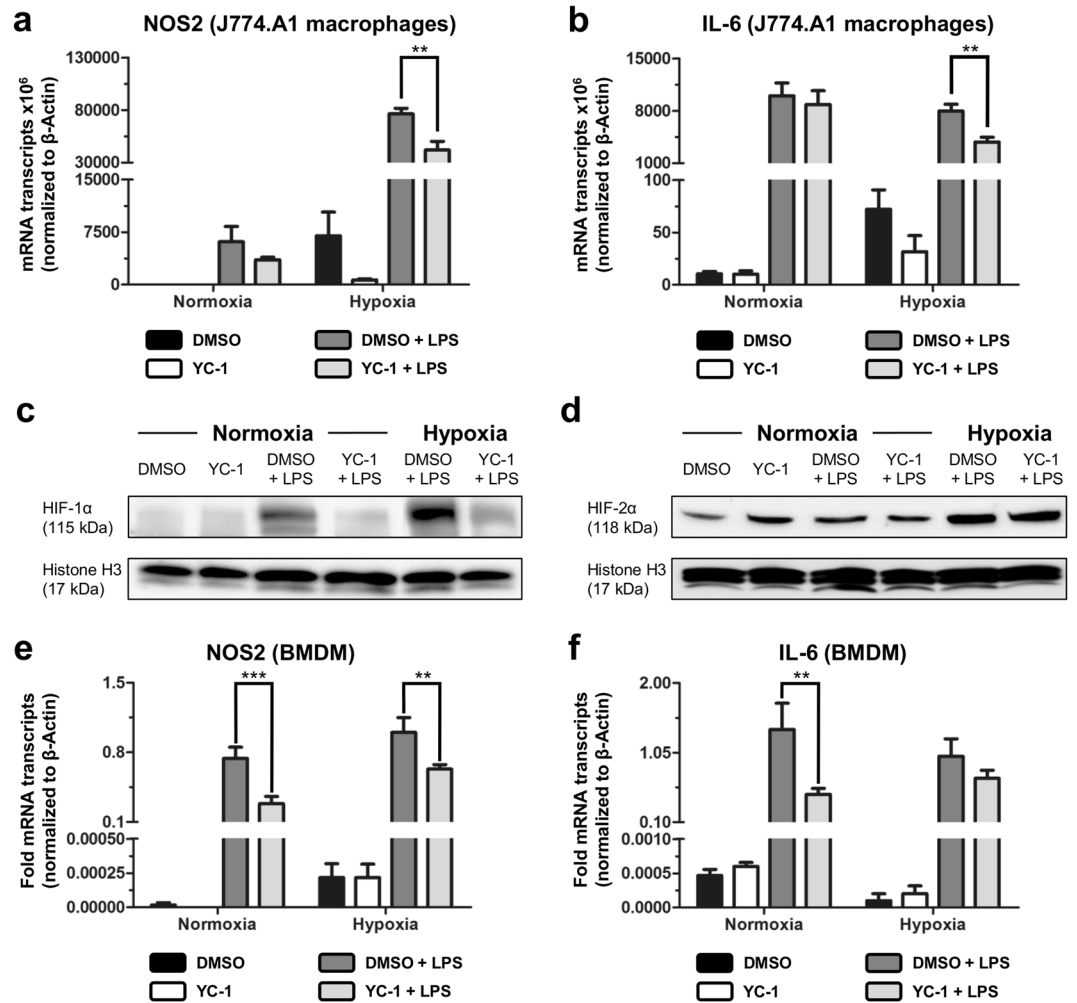 a
NOS2 (J774.A1 macrophages)
mRNA transcripts x10⁶
(normalized to β-Actin)
130000
80000
30000
15000
7500
0
**
Normoxia
Hypoxia
DMSO
YC-1
DMSO + LPS
YC-1 + LPS
b
IL-6 (J774.A1 macrophages)
mRNA transcripts x10⁶
(normalized to β-Actin)
15000
8000
1000
100
50
0
**
Normoxia
Hypoxia
DMSO
YC-1
DMSO + LPS
YC-1 + LPS
c
Normoxia
Hypoxia
DMSO
YC-1
DMSO
+ LPS
YC-1
+ LPS
DMSO
+ LPS
YC-1
+ LPS
HIF-1α
(115 kDa)
Histone H3
(17 kDa)
d
Normoxia
Hypoxia
DMSO
YC-1
DMSO
+ LPS
YC-1
+ LPS
DMSO
+ LPS
YC-1
+ LPS
HIF-2α
(118 kDa)
Histone H3
(17 kDa)
e
NOS2 (BMDM)
Fold mRNA transcripts
(normalized to β-Actin)
1.5
0.8
0.1
0.00050
0.00025
0.00000
***
**
Normoxia
Hypoxia
DMSO
YC-1
DMSO + LPS
YC-1 + LPS
f
IL-6 (BMDM)
Fold mRNA transcripts
(normalized to β-Actin)
2.00
1.05
0.10
0.0010
0.0005
0.0000
**
Normoxia
Hypoxia
DMSO
YC-1
DMSO + LPS
YC-1 + LPS